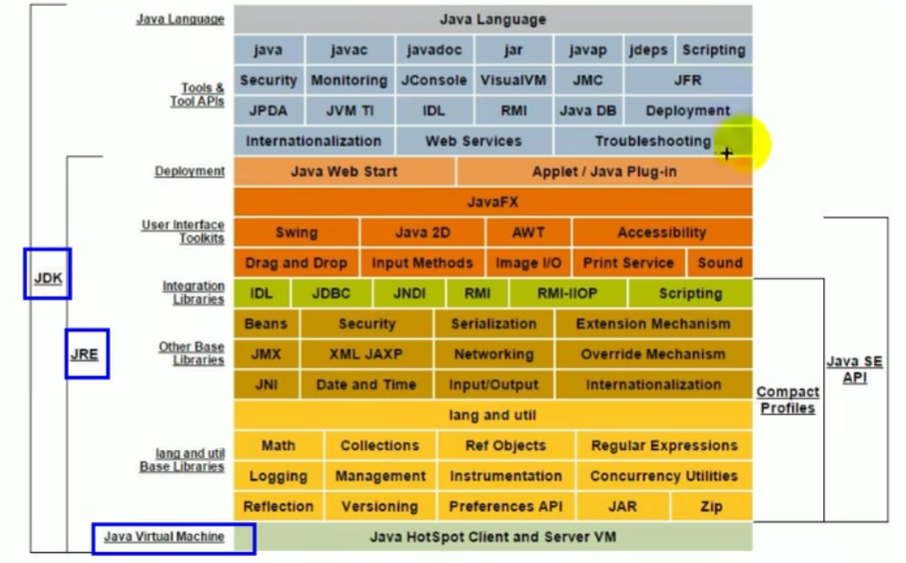 Java Language
Java Language
Tools &
Tool APIs
java javac javadoc jar javap jdeps Scripting
Security Monitoring JConsole VisualVM JMC JFR
JPDA JVM TI IDL RMI Java DB Deployment
Internationalization Web Services Troubleshooting
Deployment
Java Web Start Applet / Java Plug-in
JavaFX
User Interface
Toolkits
Swing Java 2D AWT Accessibility
Drag and Drop Input Methods Image I/O Print Service Sound
JDK
Integration
Libraries
IDL JDBC JNDI RMI RMI-IIOP Scripting
JRE
Other Base
Libraries
Beans Security Serialization Extension Mechanism
JMX XML JAXP Networking Override Mechanism
JNI Date and Time Input/Output Internationalization
Java SE
API
Compact
Profiles
lang and util
lang and util
Base Libraries
Math Collections Ref Objects Regular Expressions
Logging Management Instrumentation Concurrency Utilities
Reflection Versioning Preferences API JAR Zip
Java Virtual Machine
Java HotSpot Client and Server VM